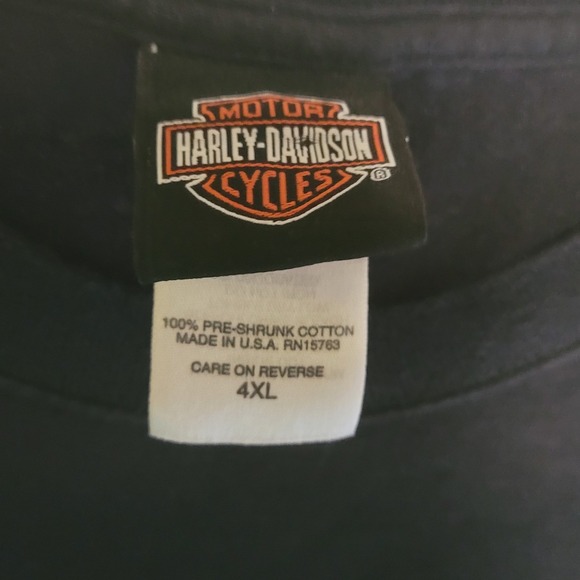 MOTOR
HARLEY-DAVIDSON
CYCLES
®
100% PRE-SHRUNK COTTON
MADE IN U.S.A. RN15763
CARE ON REVERSE
4XL